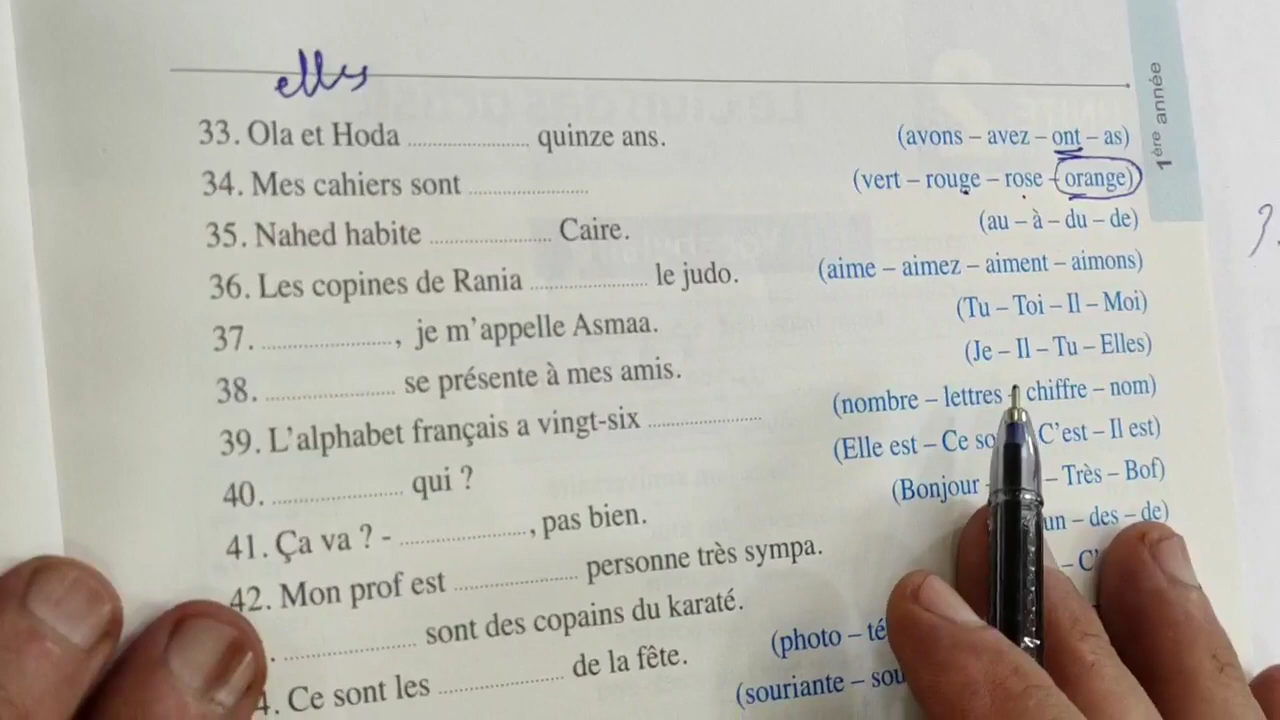 elles
1ère année
33. Ola et Hoda ........................ quinze ans. (avons – avez – ont – as)
34. Mes cahiers sont ........................ (vert – rouge – rose – orange)
35. Nahed habite ........................ Caire. (au – à – du – de)
36. Les copines de Rania ........................ le judo. (aime – aimez – aiment – aimons)
37. ........................, je m'appelle Asmaa. (Tu – Toi – Il – Moi)
38. ........................ se présente à mes amis. (Je – Il – Tu – Elles)
39. L'alphabet français a vingt-six ........................ (nombre – lettres – chiffre – nom)
40. ........................ qui ? (Elle est – Ce so C'est – Il est)
41. Ça va ? - ........................, pas bien. (Bonjour – – Très – Bof)
42. Mon prof est ........................ personne très sympa. un – des – de)
. ........................ sont des copains du karaté. – C'
4. Ce sont les ........................ de la fête. (photo – té
(souriante – sou